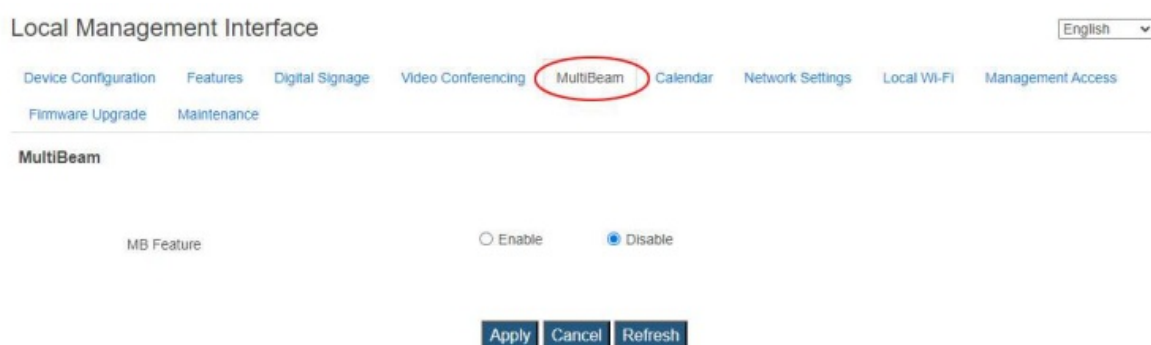 Local Management Interface English
Device Configuration Features Digital Signage Video Conferencing MultiBeam Calendar Network Settings Local Wi-Fi Management Access
Firmware Upgrade Maintenance
MultiBeam
MB Feature Enable Disable
Apply Cancel Refresh